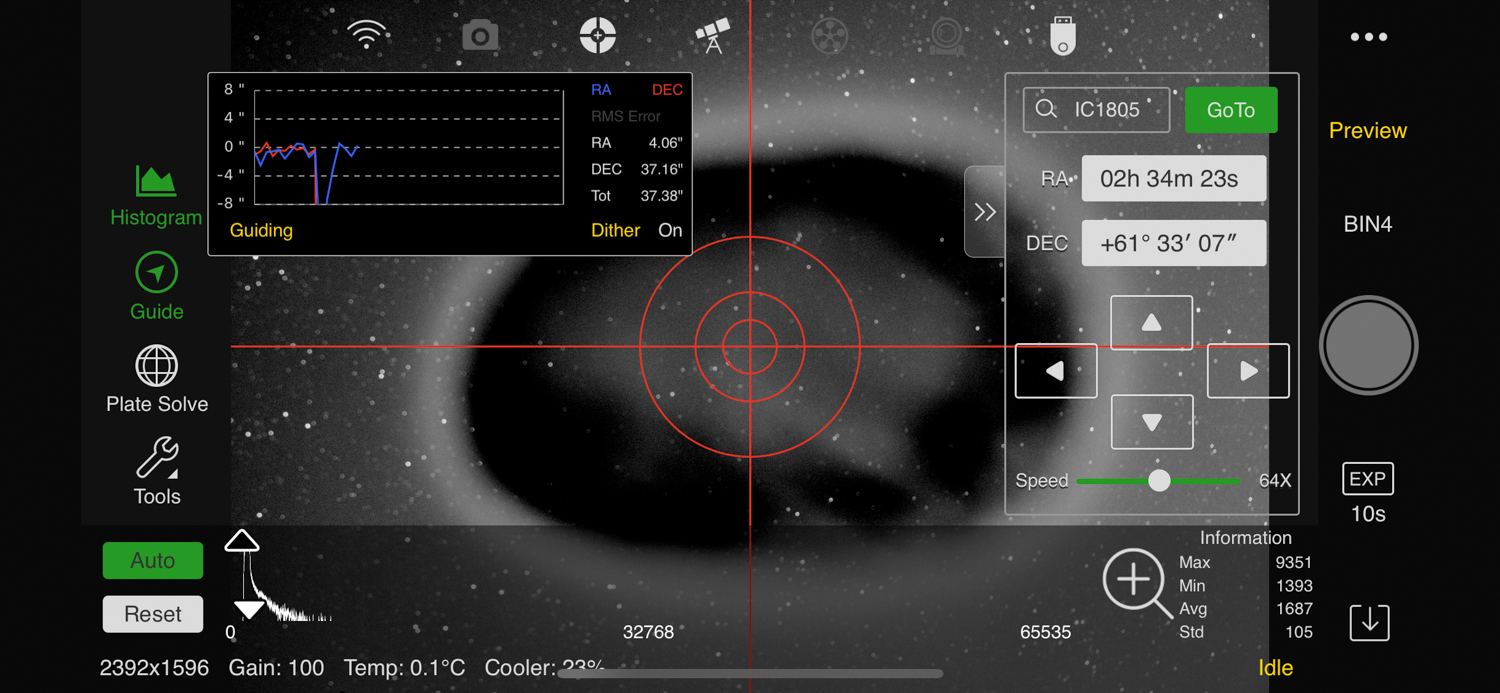 8 "
4 "
0 "
-4 "
-8 "
RA DEC
RMS Error
RA 4.06"
DEC 37.16"
Tot 37.38"
Guiding
Dither On
IC1805
GoTo
RA 02h 34m 23s
DEC +61° 33′ 07″
Speed 64X
Histogram
Guide
Plate Solve
Tools
Preview
BIN4
EXP
10s
Auto
Reset
0 32768 65535
Information
Max 9351
Min 1393
Avg 1687
Std 105
2392x1596 Gain: 100 Temp: 0.1°C Cooler: 23%
Idle